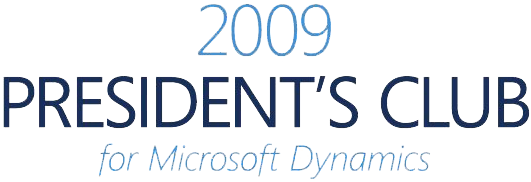 2009
PRESIDENT'S CLUB
for Microsoft Dynamics